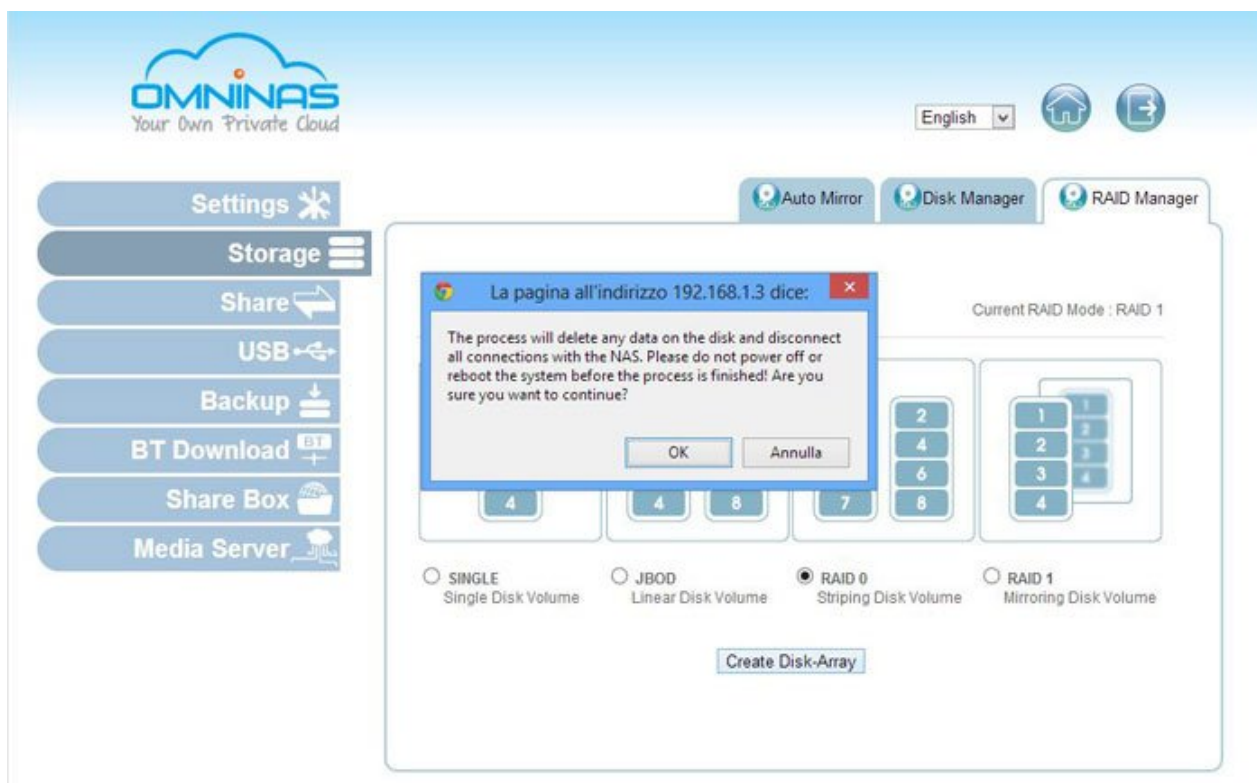 OMNINAS
Your Own Private Cloud
English
Settings
Storage
Share
USB
Backup
BT Download
BT
Share Box
Media Server
Auto Mirror
Disk Manager
RAID Manager
Current RAID Mode : RAID 1
La pagina all'indirizzo 192.168.1.3 dice:
The process will delete any data on the disk and disconnect
all connections with the NAS. Please do not power off or
reboot the system before the process is finished! Are you
sure you want to continue?
OK
Annulla
4
4 8
2
4
6
7 8
1 1
2 2
3 3
4 4
SINGLE
Single Disk Volume
JBOD
Linear Disk Volume
RAID 0
Striping Disk Volume
RAID 1
Mirroring Disk Volume
Create Disk-Array